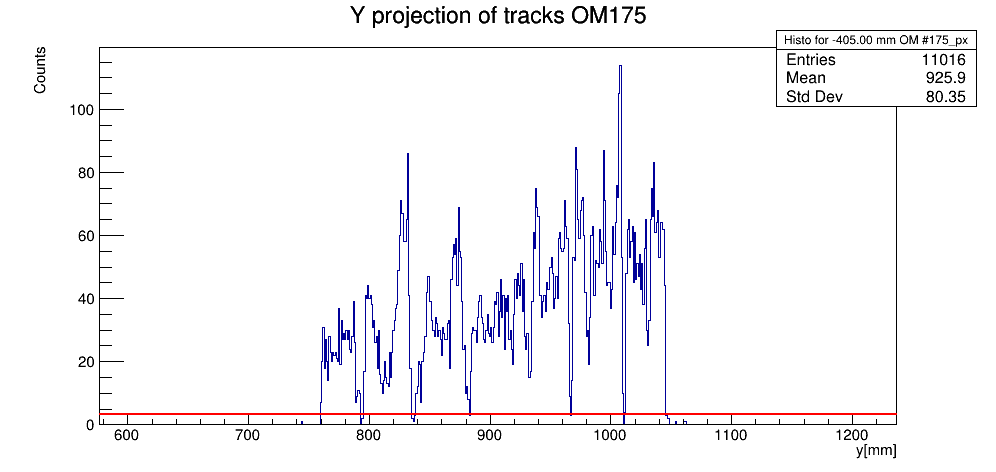 Y projection of tracks OM175
Histo for -405.00 mm OM #175_px
Entries 11016
Mean 925.9
Std Dev 80.35
Counts
100
80
60
40
20
0
600 700 800 900 1000 1100 1200
y[mm]